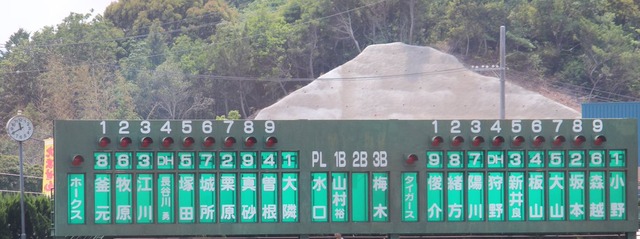 1 2 3 4 5 6 7 8 9
8 6 3 DH 5 7 2 9 4 1
ホークス 釜元 牧原 江川 長谷川勇 塚田 城所 栗原 真砂 曽根 大隣
PL 1B 2B 3B
水口 山村裕 梅木
1 2 3 4 5 6 7 8 9
9 8 7 DH 3 5 4 2 6 1
タイガース 俊介 緒方 陽川 狩野 新井良 板山 大山 坂本 森越 小野